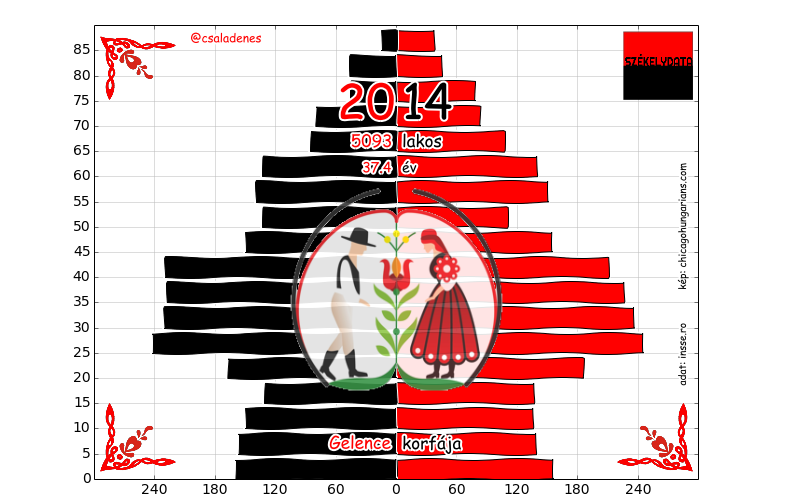 @csaladenes
SZÉKELYDATA
2014
5093 lakos
37.4 év
kép: chicagohungarians.com
adat: insse.ro
Gelence korfája
85
80
75
70
65
60
55
50
45
40
35
30
25
20
15
10
5
0
240 180 120 60 0 60 120 180 240